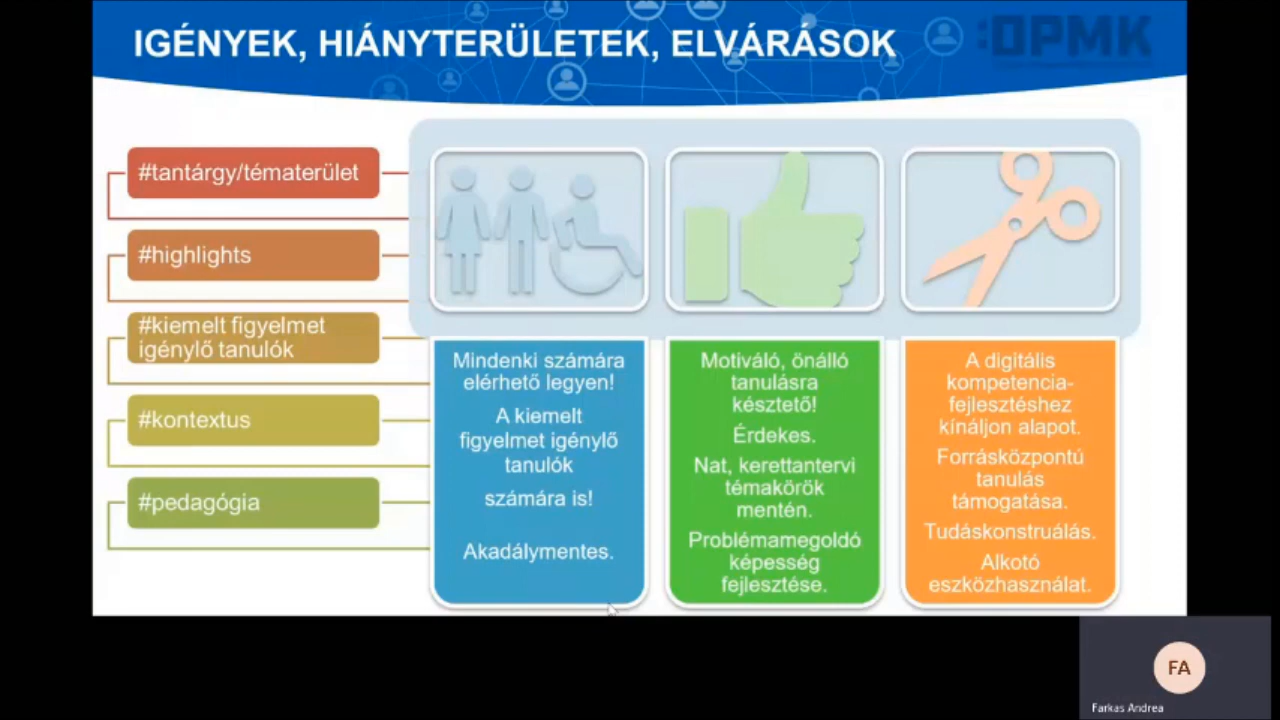 IGÉNYEK, HIÁNYTERÜLETEK, ELVÁRÁSOK
:OPMK
#tantárgy/tématerület
#highlights
#kiemelt figyelmet
igénylő tanulók
#kontextus
#pedagógia
Mindenki számára
elérhető legyen!
A kiemelt
figyelmet igénylő
tanulók
számára is!
Akadálymentes.
Motiváló, önálló
tanulásra
késztető!
Érdekes.
Nat, kerettantervi
témakörök
mentén.
Problémamegoldó
képesség
fejlesztése.
A digitális
kompetencia-
fejlesztéshez
kínáljon alapot.
Forrásközpontú
tanulás
támogatása.
Tudáskonstruálás.
Alkotó
eszközhasználat.
FA
Farkas Andrea